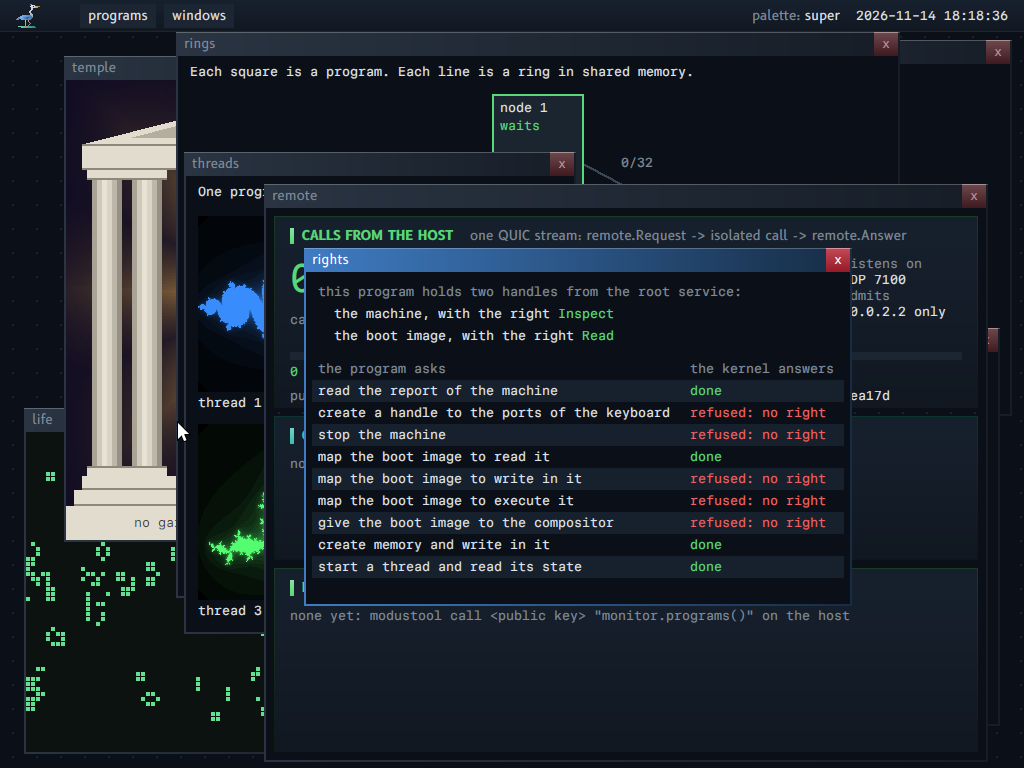 programs windows palette: super 2026-11-14 18:18:36
rings x
x
Each square is a program. Each line is a ring in shared memory.
temple
node 1
waits
0/32
threads x
One prog
remote x
CALLS FROM THE HOST one QUIC stream: remote.Request -> isolated call -> remote.Answer
rights x
istens on
DP 7100
dmits
0.0.2.2 only
ca
0
pu
ea17d
no
this program holds two handles from the root service:
the machine, with the right Inspect
the boot image, with the right Read
the program asks the kernel answers
read the report of the machine done
create a handle to the ports of the keyboard refused: no right
stop the machine refused: no right
map the boot image to read it done
map the boot image to write in it refused: no right
map the boot image to execute it refused: no right
give the boot image to the compositor refused: no right
create memory and write in it done
start a thread and read its state done
thread 1
life
no ga
thread 3
none yet: modustool call <public key> "monitor.programs()" on the host